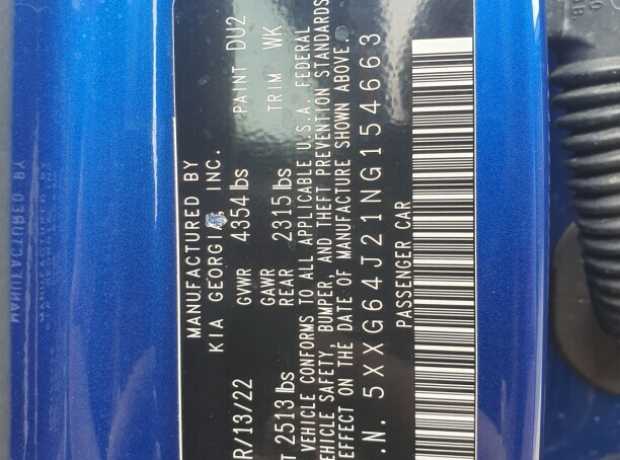 MANUFACTURED BY
KIA GEORGIA INC.
R/13/22 GVWR 4354 lbs PAINT DU2
GAWR TRIM WK
T 2513 lbs REAR 2315 lbs
VEHICLE CONFORMS TO ALL APPLICABLE U.S.A. FEDERAL
VEHICLE SAFETY, BUMPER, AND THEFT PREVENTION STANDARDS
EFFECT ON THE DATE OF MANUFACTURE SHOWN ABOVE.
.N. 5XXG64J21NG154663
PASSENGER CAR